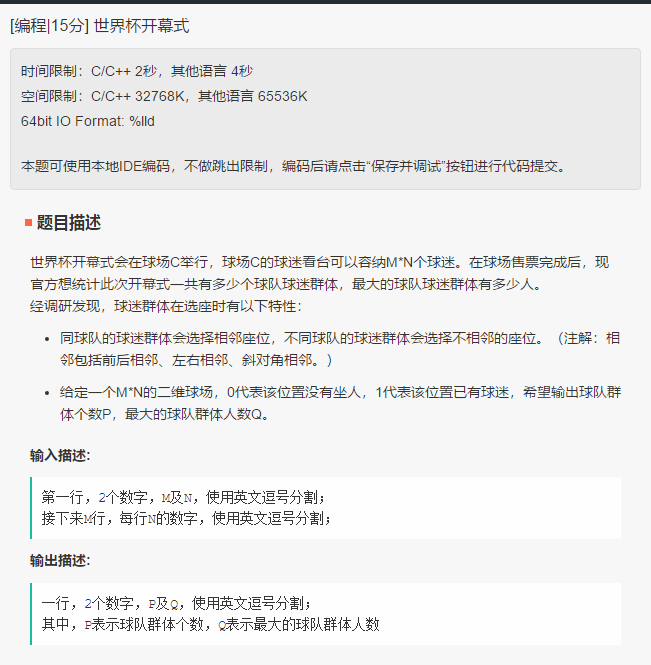 [编程|15分] 世界杯开幕式
时间限制：C/C++ 2秒，其他语言 4秒
空间限制：C/C++ 32768K，其他语言 65536K
64bit IO Format: %lld
本题可使用本地IDE编码，不做跳出限制，编码后请点击“保存并调试”按钮进行代码提交。
题目描述
世界杯开幕式会在球场C举行，球场C的球迷看台可以容纳M*N个球迷。在球场售票完成后，现
官方想统计此次开幕式一共有多少个球队球迷群体，最大的球队球迷群体有多少人。
经调研发现，球迷群体在选座时有以下特性：
• 同球队的球迷群体会选择相邻座位，不同球队的球迷群体会选择不相邻的座位。（注解：相
邻包括前后相邻、左右相邻、斜对角相邻。）
• 给定一个M*N的二维球场，0代表该位置没有坐人，1代表该位置已有球迷，希望输出球队群
体个数P，最大的球队群体人数Q。
输入描述:
第一行，2个数字，M及N，使用英文逗号分割；
接下来M行，每行N的数字，使用英文逗号分割；
输出描述:
一行，2个数字，P及Q，使用英文逗号分割；
其中，P表示球队群体个数，Q表示最大的球队群体人数